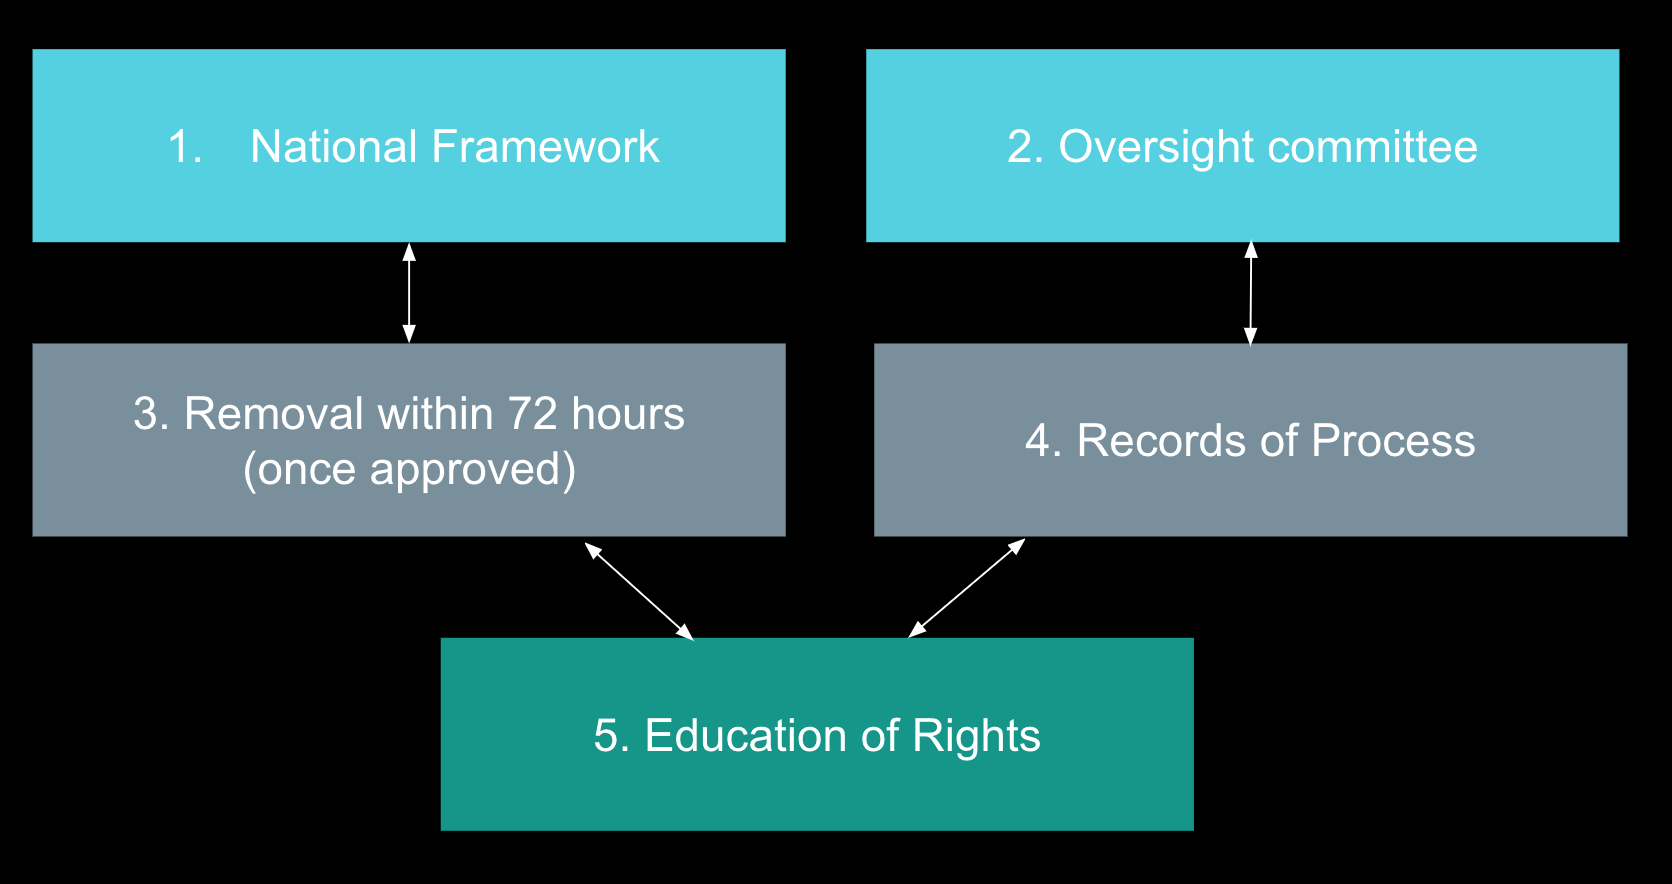 1. National Framework
2. Oversight committee
3. Removal within 72 hours
(once approved)
4. Records of Process
5. Education of Rights